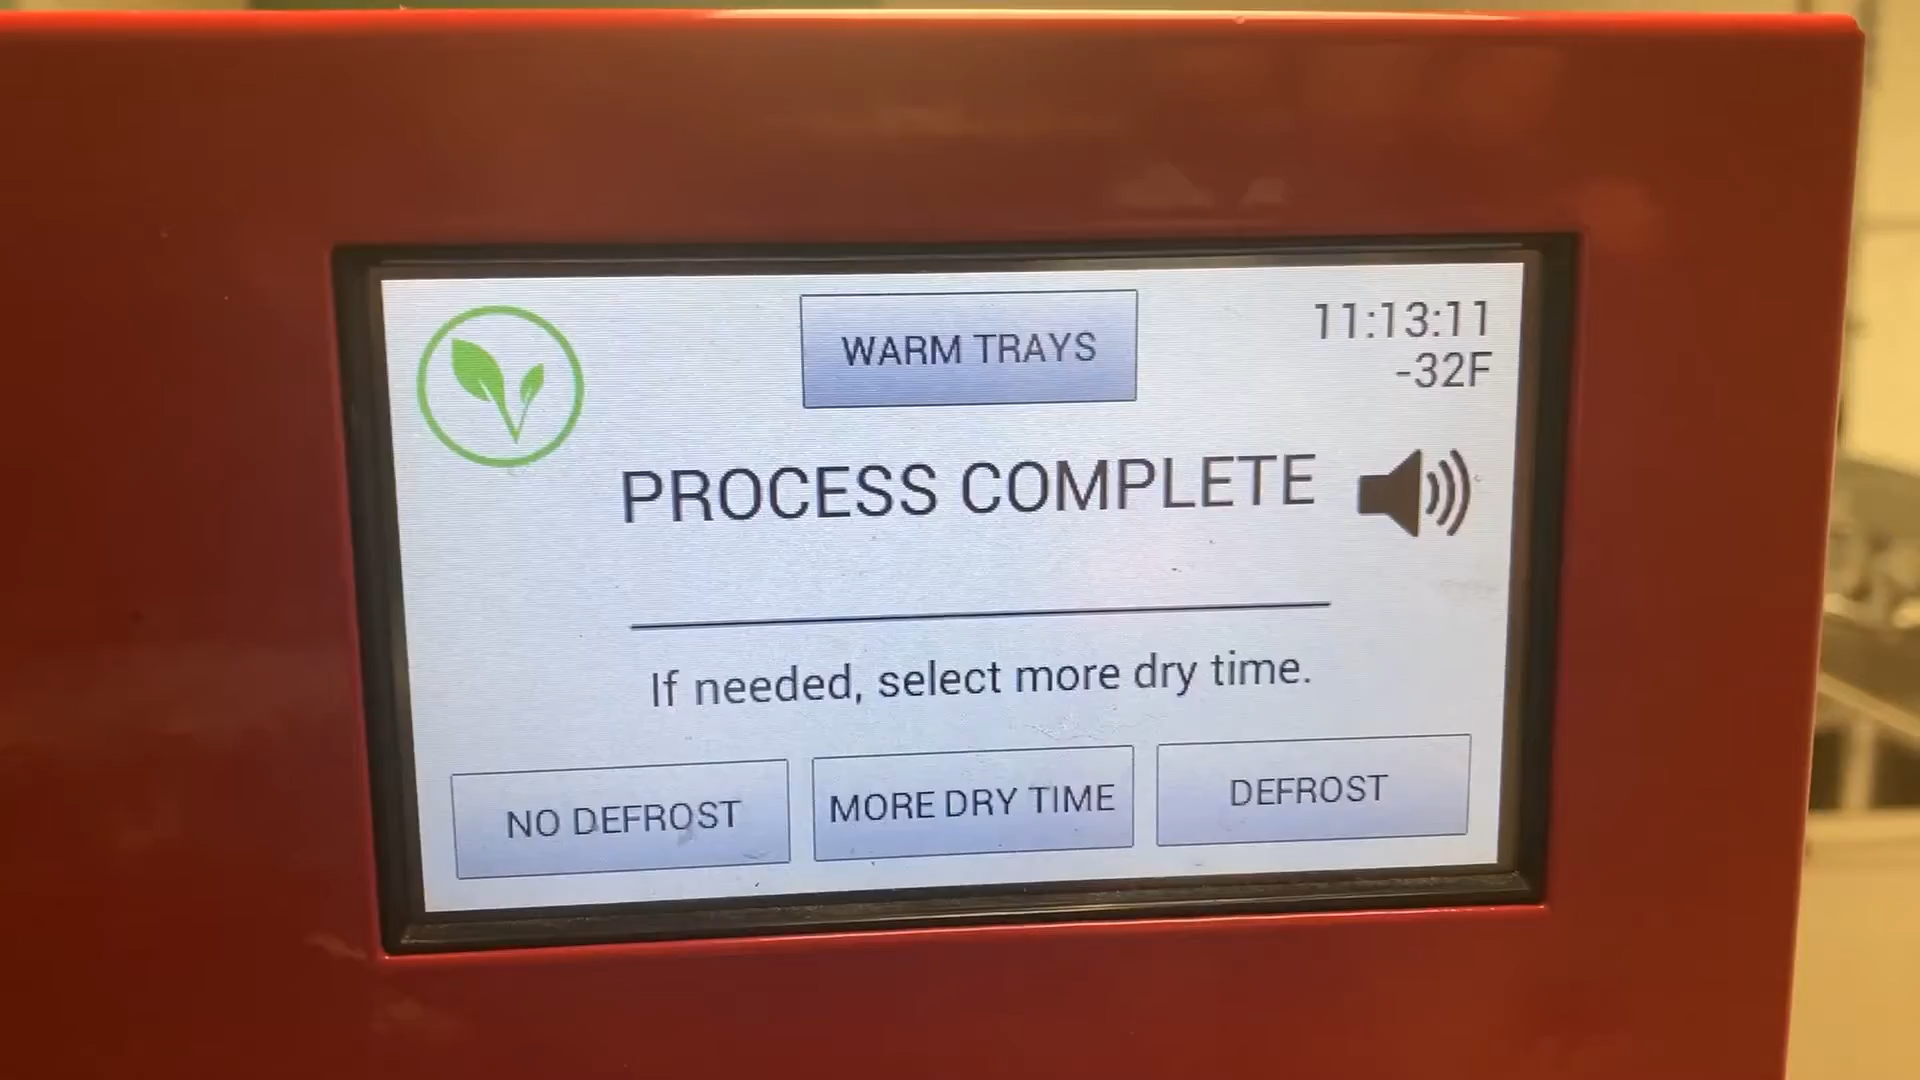 WARM TRAYS
11:13:11
-32F
PROCESS COMPLETE
If needed, select more dry time.
NO DEFROST
MORE DRY TIME
DEFROST